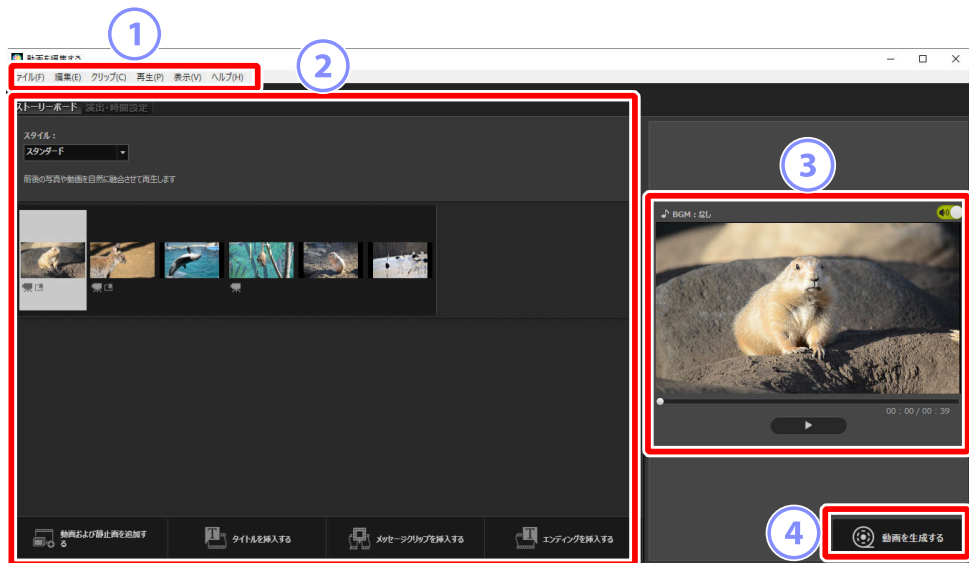 1
2
動画を編集する
ァイル(F) 編集(E) クリップ(C) 再生(P) 表示(V) ヘルプ(H)
ストーリーボード 演出・時間設定
スタイル：
スタンダード
前後の写真や動画を自然に融合させて再生します
3
♪ BGM：なし
00：00 / 00：39
動画および静止画を追加す
る
タイトルを挿入する
メッセージクリップを挿入する
エンディングを挿入する
4
動画を生成する